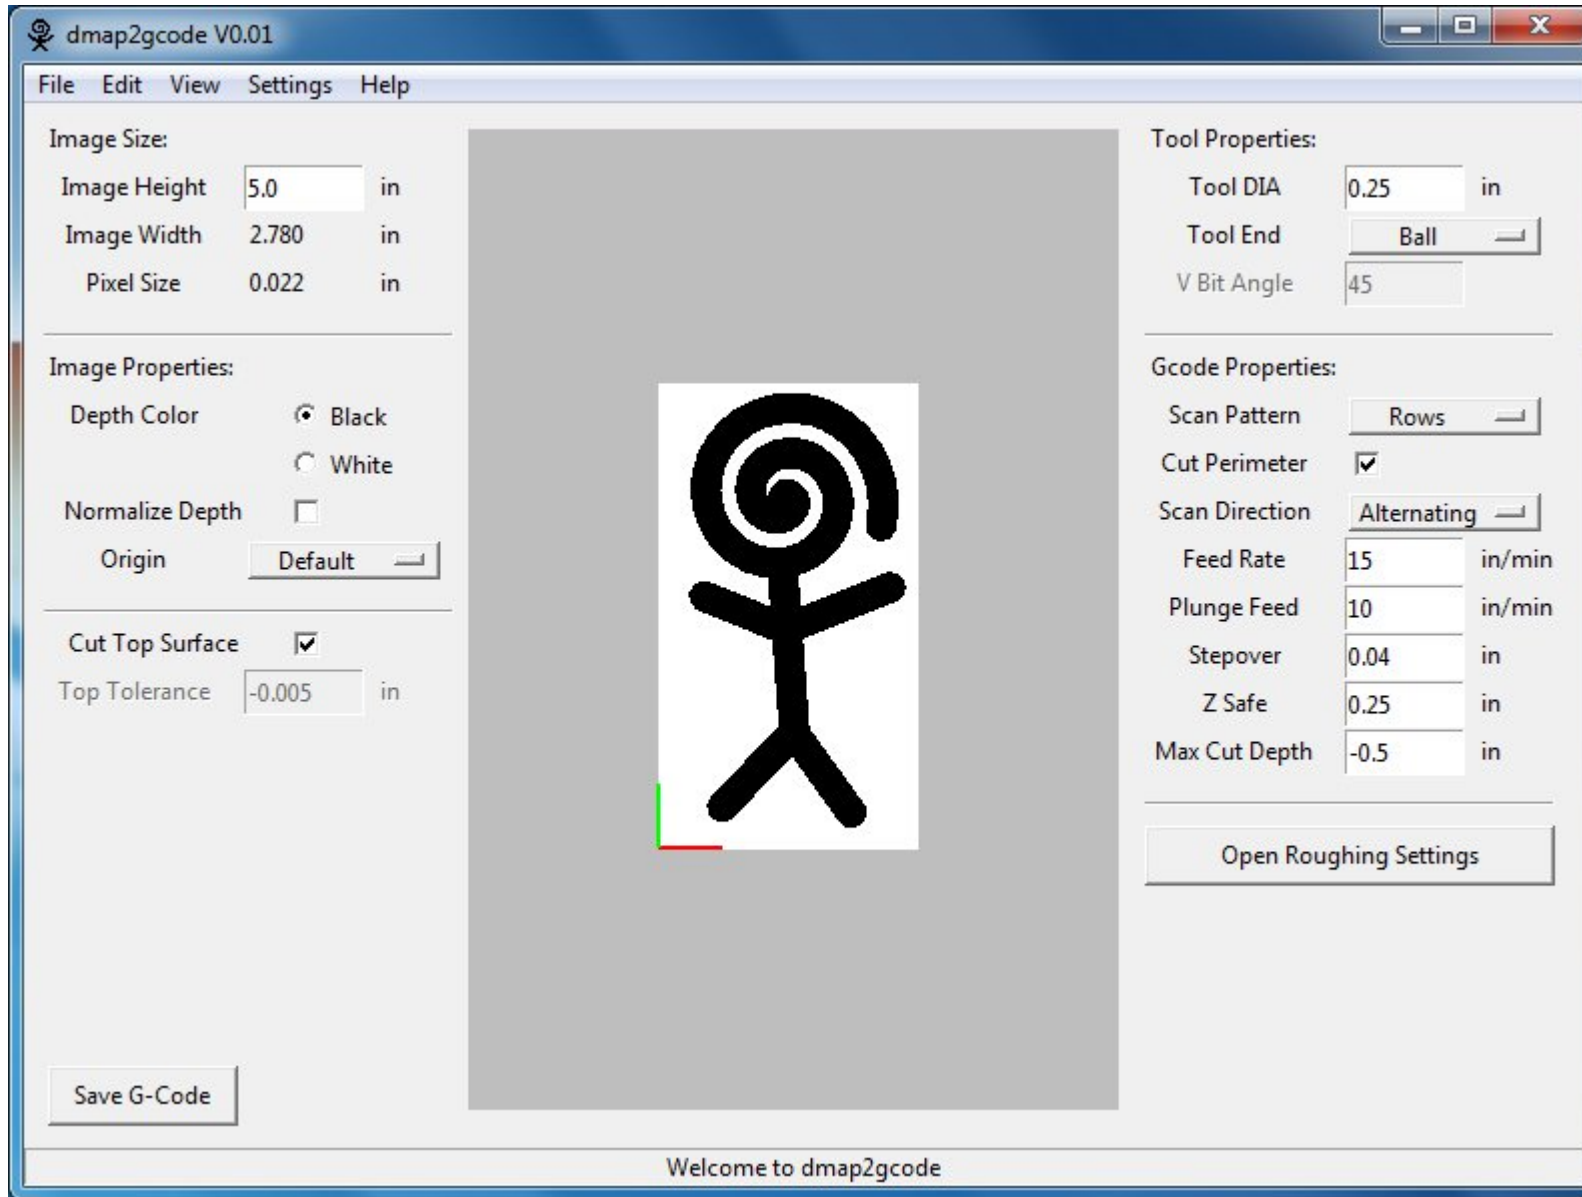 dmap2gcode V0.01
File Edit View Settings Help
Image Size:
Image Height 5.0 in
Image Width 2.780 in
Pixel Size 0.022 in
Image Properties:
Depth Color Black
White
Normalize Depth
Origin Default
Cut Top Surface
Top Tolerance -0.005 in
Save G-Code
Tool Properties:
Tool DIA 0.25 in
Tool End Ball
V Bit Angle 45
Gcode Properties:
Scan Pattern Rows
Cut Perimeter
Scan Direction Alternating
Feed Rate 15 in/min
Plunge Feed 10 in/min
Stepover 0.04 in
Z Safe 0.25 in
Max Cut Depth -0.5 in
Open Roughing Settings
Welcome to dmap2gcode